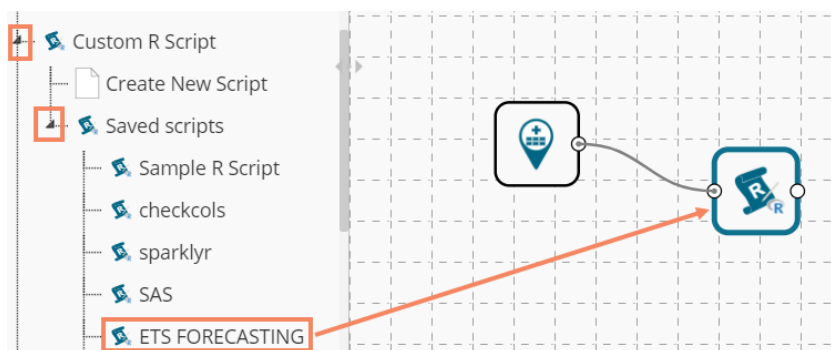 Custom R Script
Create New Script
Saved scripts
Sample R Script
checkcols
sparklyr
SAS
ETS FORECASTING
R
R